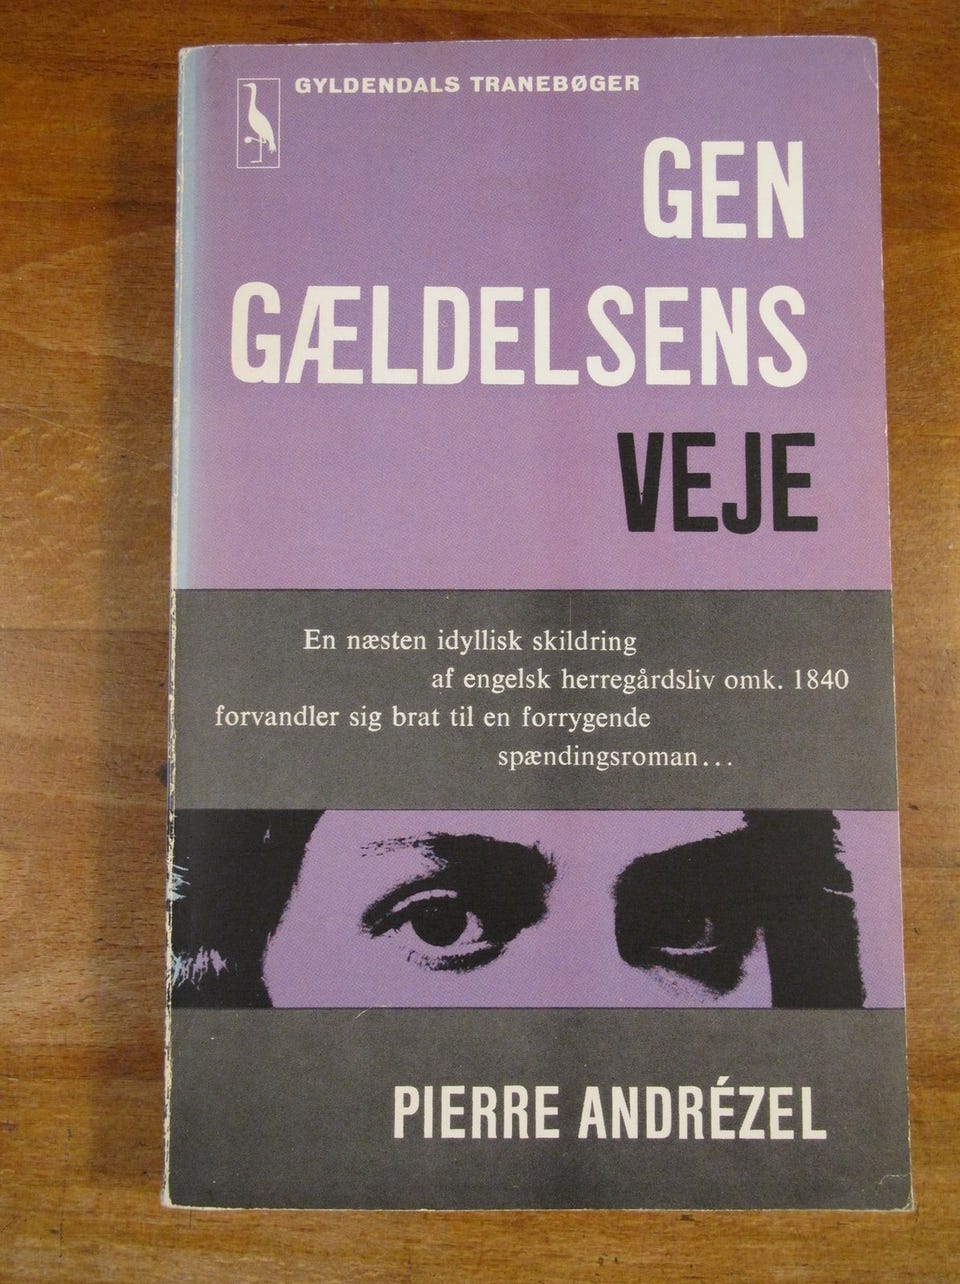 GYLDENDALS TRANEBØGER
GEN
GÆLDELSENS
VEJE
En næsten idyllisk skildring
af engelsk herregårdsliv omk. 1840
forvandler sig brat til en forrygende
spændingsroman...
PIERRE ANDRÉZEL